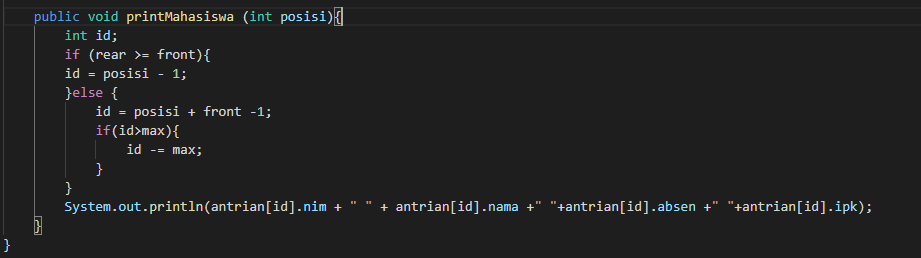 public void printMahasiswa (int posisi){
int id;
if (rear >= front){
id = posisi - 1;
}else {
id = posisi + front -1;
if(id>max){
id -= max;
}
}
System.out.println(antrian[id].nim + " " + antrian[id].nama +" "+antrian[id].absen +" "+antrian[id].ipk);
}
}